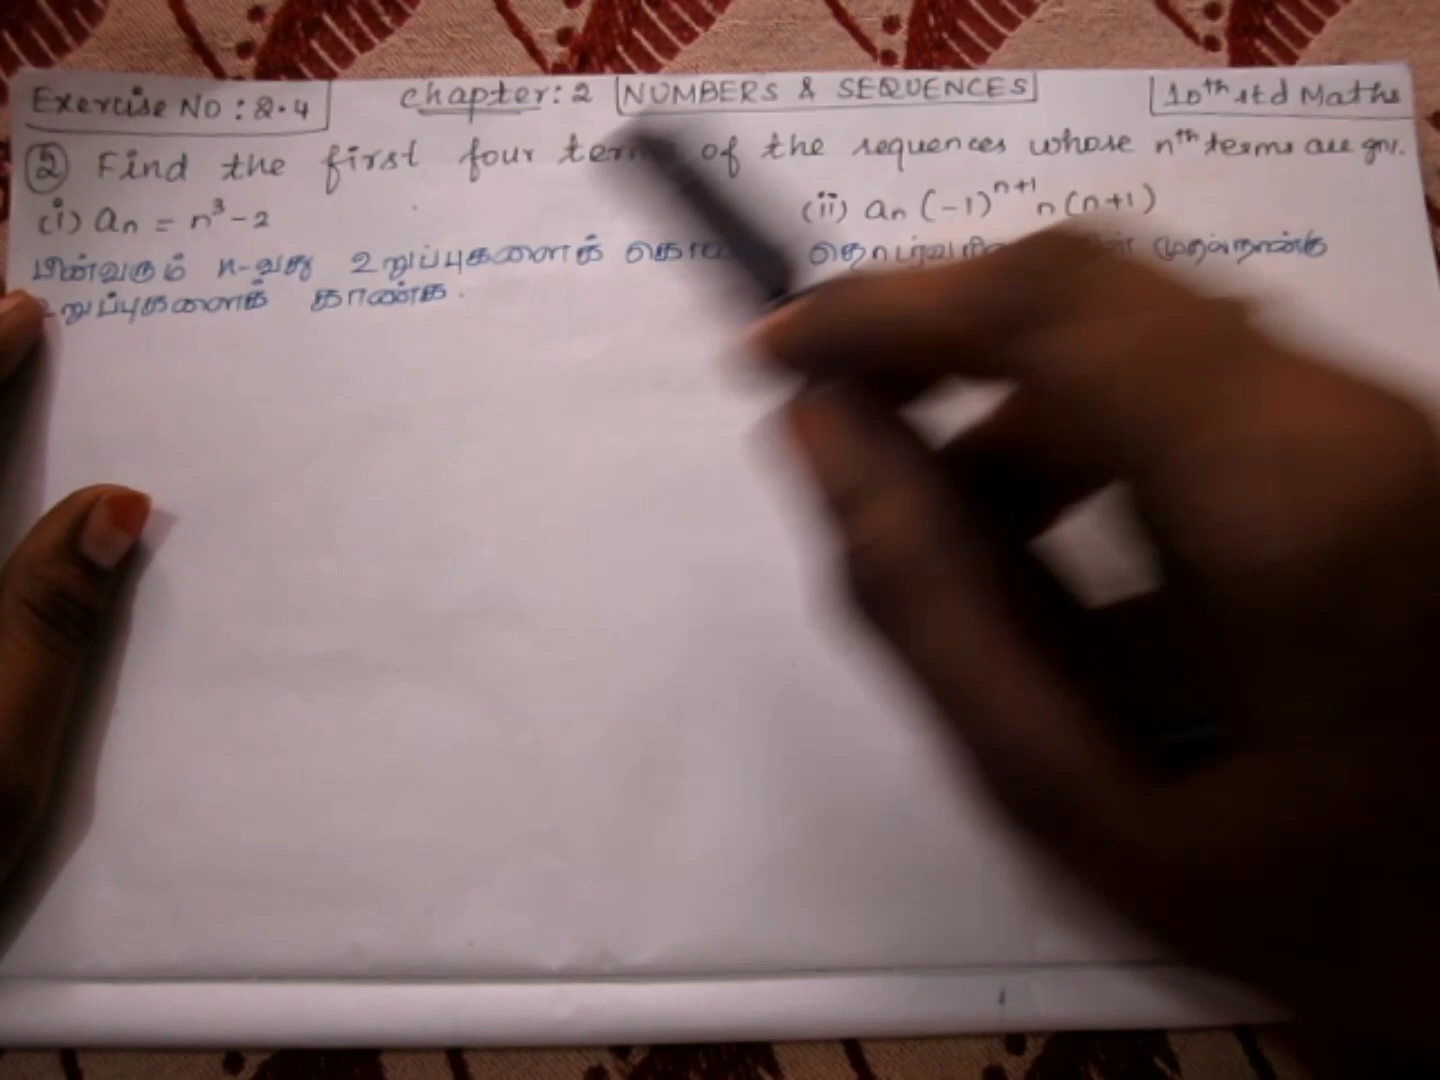 Exercise NO : 2.4 chapter: 2 NUMBERS & SEQUENCES 10th std Maths
② Find the first four terms of the sequences whose nth terms are gn.
(i) an = n³ - 2 (ii) an (-1)ⁿ⁺¹ n(n+1)
பின்வரும் n-வது உறுப்புகளைக் முதல்நான்கு
உறுப்புகளைக் காண்க.